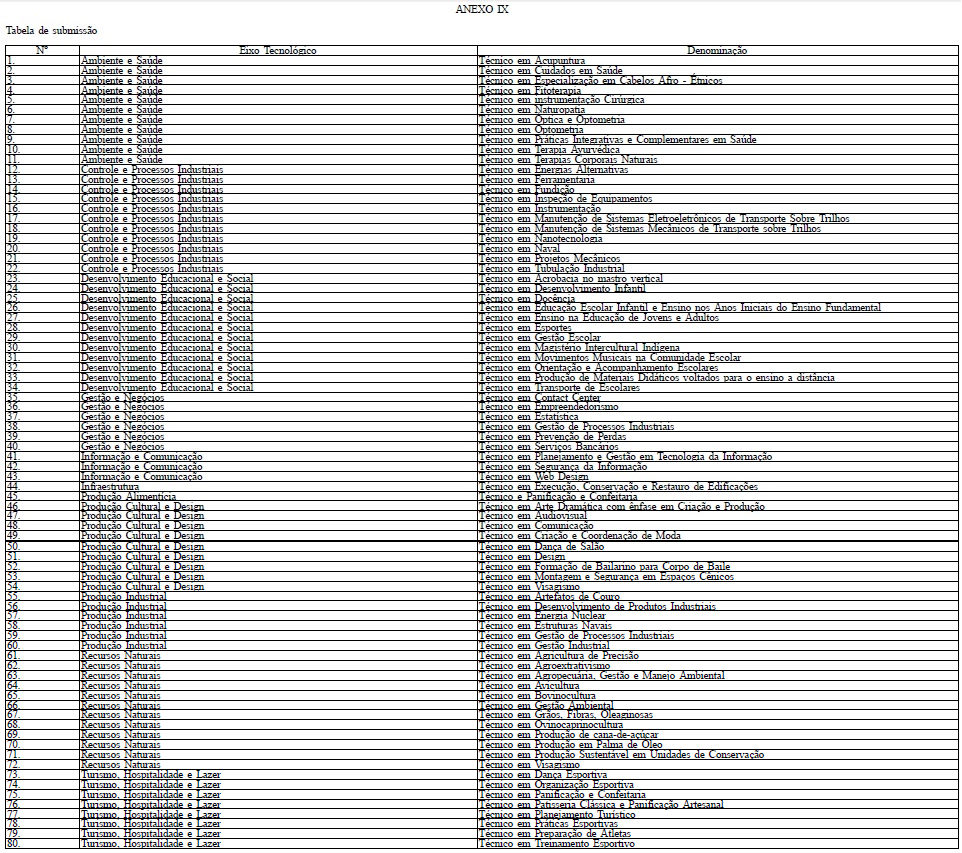 ANEXO IX
Tabela de submissão
Nº Eixo Tecnológico Denominação
1. Ambiente e Saúde Técnico em Acupuntura
2. Ambiente e Saúde Técnico em Cuidados em Saúde
3. Ambiente e Saúde Técnico em Especialização em Cabelos Afro - Étnicos
4. Ambiente e Saúde Técnico em Fitoterapia
5. Ambiente e Saúde Técnico em instrumentação Cirúrgica
6. Ambiente e Saúde Técnico em Naturopatia
7. Ambiente e Saúde Técnico em Óptica e Optometria
8. Ambiente e Saúde Técnico em Optometria
9. Ambiente e Saúde Técnico em Práticas Integrativas e Complementares em Saúde
10. Ambiente e Saúde Técnico em Terapia Ayurvédica
11. Ambiente e Saúde Técnico em Terapias Corporais Naturais
12. Controle e Processos Industriais Técnico em Energias Alternativas
13. Controle e Processos Industriais Técnico em Ferramentaria
14. Controle e Processos Industriais Técnico em Fundição
15. Controle e Processos Industriais Técnico em Inspeção de Equipamentos
16. Controle e Processos Industriais Técnico em Instrumentação
17. Controle e Processos Industriais Técnico em Manutenção de Sistemas Eletroeletrônicos de Transporte Sobre Trilhos
18. Controle e Processos Industriais Técnico em Manutenção de Sistemas Mecânicos de Transporte sobre Trilhos
19. Controle e Processos Industriais Técnico em Nanotecnologia
20. Controle e Processos Industriais Técnico em Naval
21. Controle e Processos Industriais Técnico em Projetos Mecânicos
22. Controle e Processos Industriais Técnico em Tubulação Industrial
23. Desenvolvimento Educacional e Social Técnico em Acrobacia no mastro vertical
24. Desenvolvimento Educacional e Social Técnico em Desenvolvimento Infantil
25. Desenvolvimento Educacional e Social Técnico em Docência
26. Desenvolvimento Educacional e Social Técnico em Educação Escolar Infantil e Ensino nos Anos Iniciais do Ensino Fundamental
27. Desenvolvimento Educacional e Social Técnico em Ensino na Educação de Jovens e Adultos
28. Desenvolvimento Educacional e Social Técnico em Esportes
29. Desenvolvimento Educacional e Social Técnico em Gestão Escolar
30. Desenvolvimento Educacional e Social Técnico em Magistério Intercultural Indígena
31. Desenvolvimento Educacional e Social Técnico em Movimentos Musicais na Comunidade Escolar
32. Desenvolvimento Educacional e Social Técnico em Orientação e Acompanhamento Escolares
33. Desenvolvimento Educacional e Social Técnico em Produção de Materiais Didáticos voltados para o ensino a distância
34. Desenvolvimento Educacional e Social Técnico em Transporte de Escolares
35. Gestão e Negócios Técnico em Contact Center
36. Gestão e Negócios Técnico em Empreendedorismo
37. Gestão e Negócios Técnico em Estatística
38. Gestão e Negócios Técnico em Gestão de Processos Industriais
39. Gestão e Negócios Técnico em Prevenção de Perdas
40. Gestão e Negócios Técnico em Serviços Bancários
41. Informação e Comunicação Técnico em Planejamento e Gestão em Tecnologia da Informação
42. Informação e Comunicação Técnico em Segurança da Informação
43. Informação e Comunicação Técnico em Web Design
44. Infraestrutura Técnico em Execução, Conservação e Restauro de Edificações
45. Produção Alimentícia Técnico e Panificação e Confeitaria
46. Produção Cultural e Design Técnico em Arte Dramática com ênfase em Criação e Produção
47. Produção Cultural e Design Técnico em Audiovisual
48. Produção Cultural e Design Técnico em Comunicação
49. Produção Cultural e Design Técnico em Criação e Coordenação de Moda
50. Produção Cultural e Design Técnico em Dança de Salão
51. Produção Cultural e Design Técnico em Design
52. Produção Cultural e Design Técnico em Formação de Bailarino para Corpo de Baile
53. Produção Cultural e Design Técnico em Montagem e Segurança em Espaços Cênicos
54. Produção Cultural e Design Técnico em Visagismo
55. Produção Industrial Técnico em Artefatos de Couro
56. Produção Industrial Técnico em Desenvolvimento de Produtos Industriais
57. Produção Industrial Técnico em Energia Nuclear
58. Produção Industrial Técnico em Estruturas Navais
59. Produção Industrial Técnico em Gestão de Processos Industriais
60. Produção Industrial Técnico em Gestão Industrial
61. Recursos Naturais Técnico em Agricultura de Precisão
62. Recursos Naturais Técnico em Agroextrativismo
63. Recursos Naturais Técnico em Agropecuária, Gestão e Manejo Ambiental
64. Recursos Naturais Técnico em Avicultura
65. Recursos Naturais Técnico em Bovinocultura
66. Recursos Naturais Técnico em Gestão Ambiental
67. Recursos Naturais Técnico em Grãos, Fibras, Oleaginosas
68. Recursos Naturais Técnico em Ovinocaprinocultura
69. Recursos Naturais Técnico em Produção de cana-de-açúcar
70. Recursos Naturais Técnico em Produção em Palma de Óleo
71. Recursos Naturais Técnico em Produção Sustentável em Unidades de Conservação
72. Recursos Naturais Técnico em Visagismo
73. Turismo, Hospitalidade e Lazer Técnico em Dança Esportiva
74. Turismo, Hospitalidade e Lazer Técnico em Organização Esportiva
75. Turismo, Hospitalidade e Lazer Técnico em Panificação e Confeitaria
76. Turismo, Hospitalidade e Lazer Técnico em Patisseria Clássica e Panificação Artesanal
77. Turismo, Hospitalidade e Lazer Técnico em Planejamento Turístico
78. Turismo, Hospitalidade e Lazer Técnico em Práticas Esportivas
79. Turismo, Hospitalidade e Lazer Técnico em Preparação de Atletas
80. Turismo, Hospitalidade e Lazer Técnico em Treinamento Esportivo